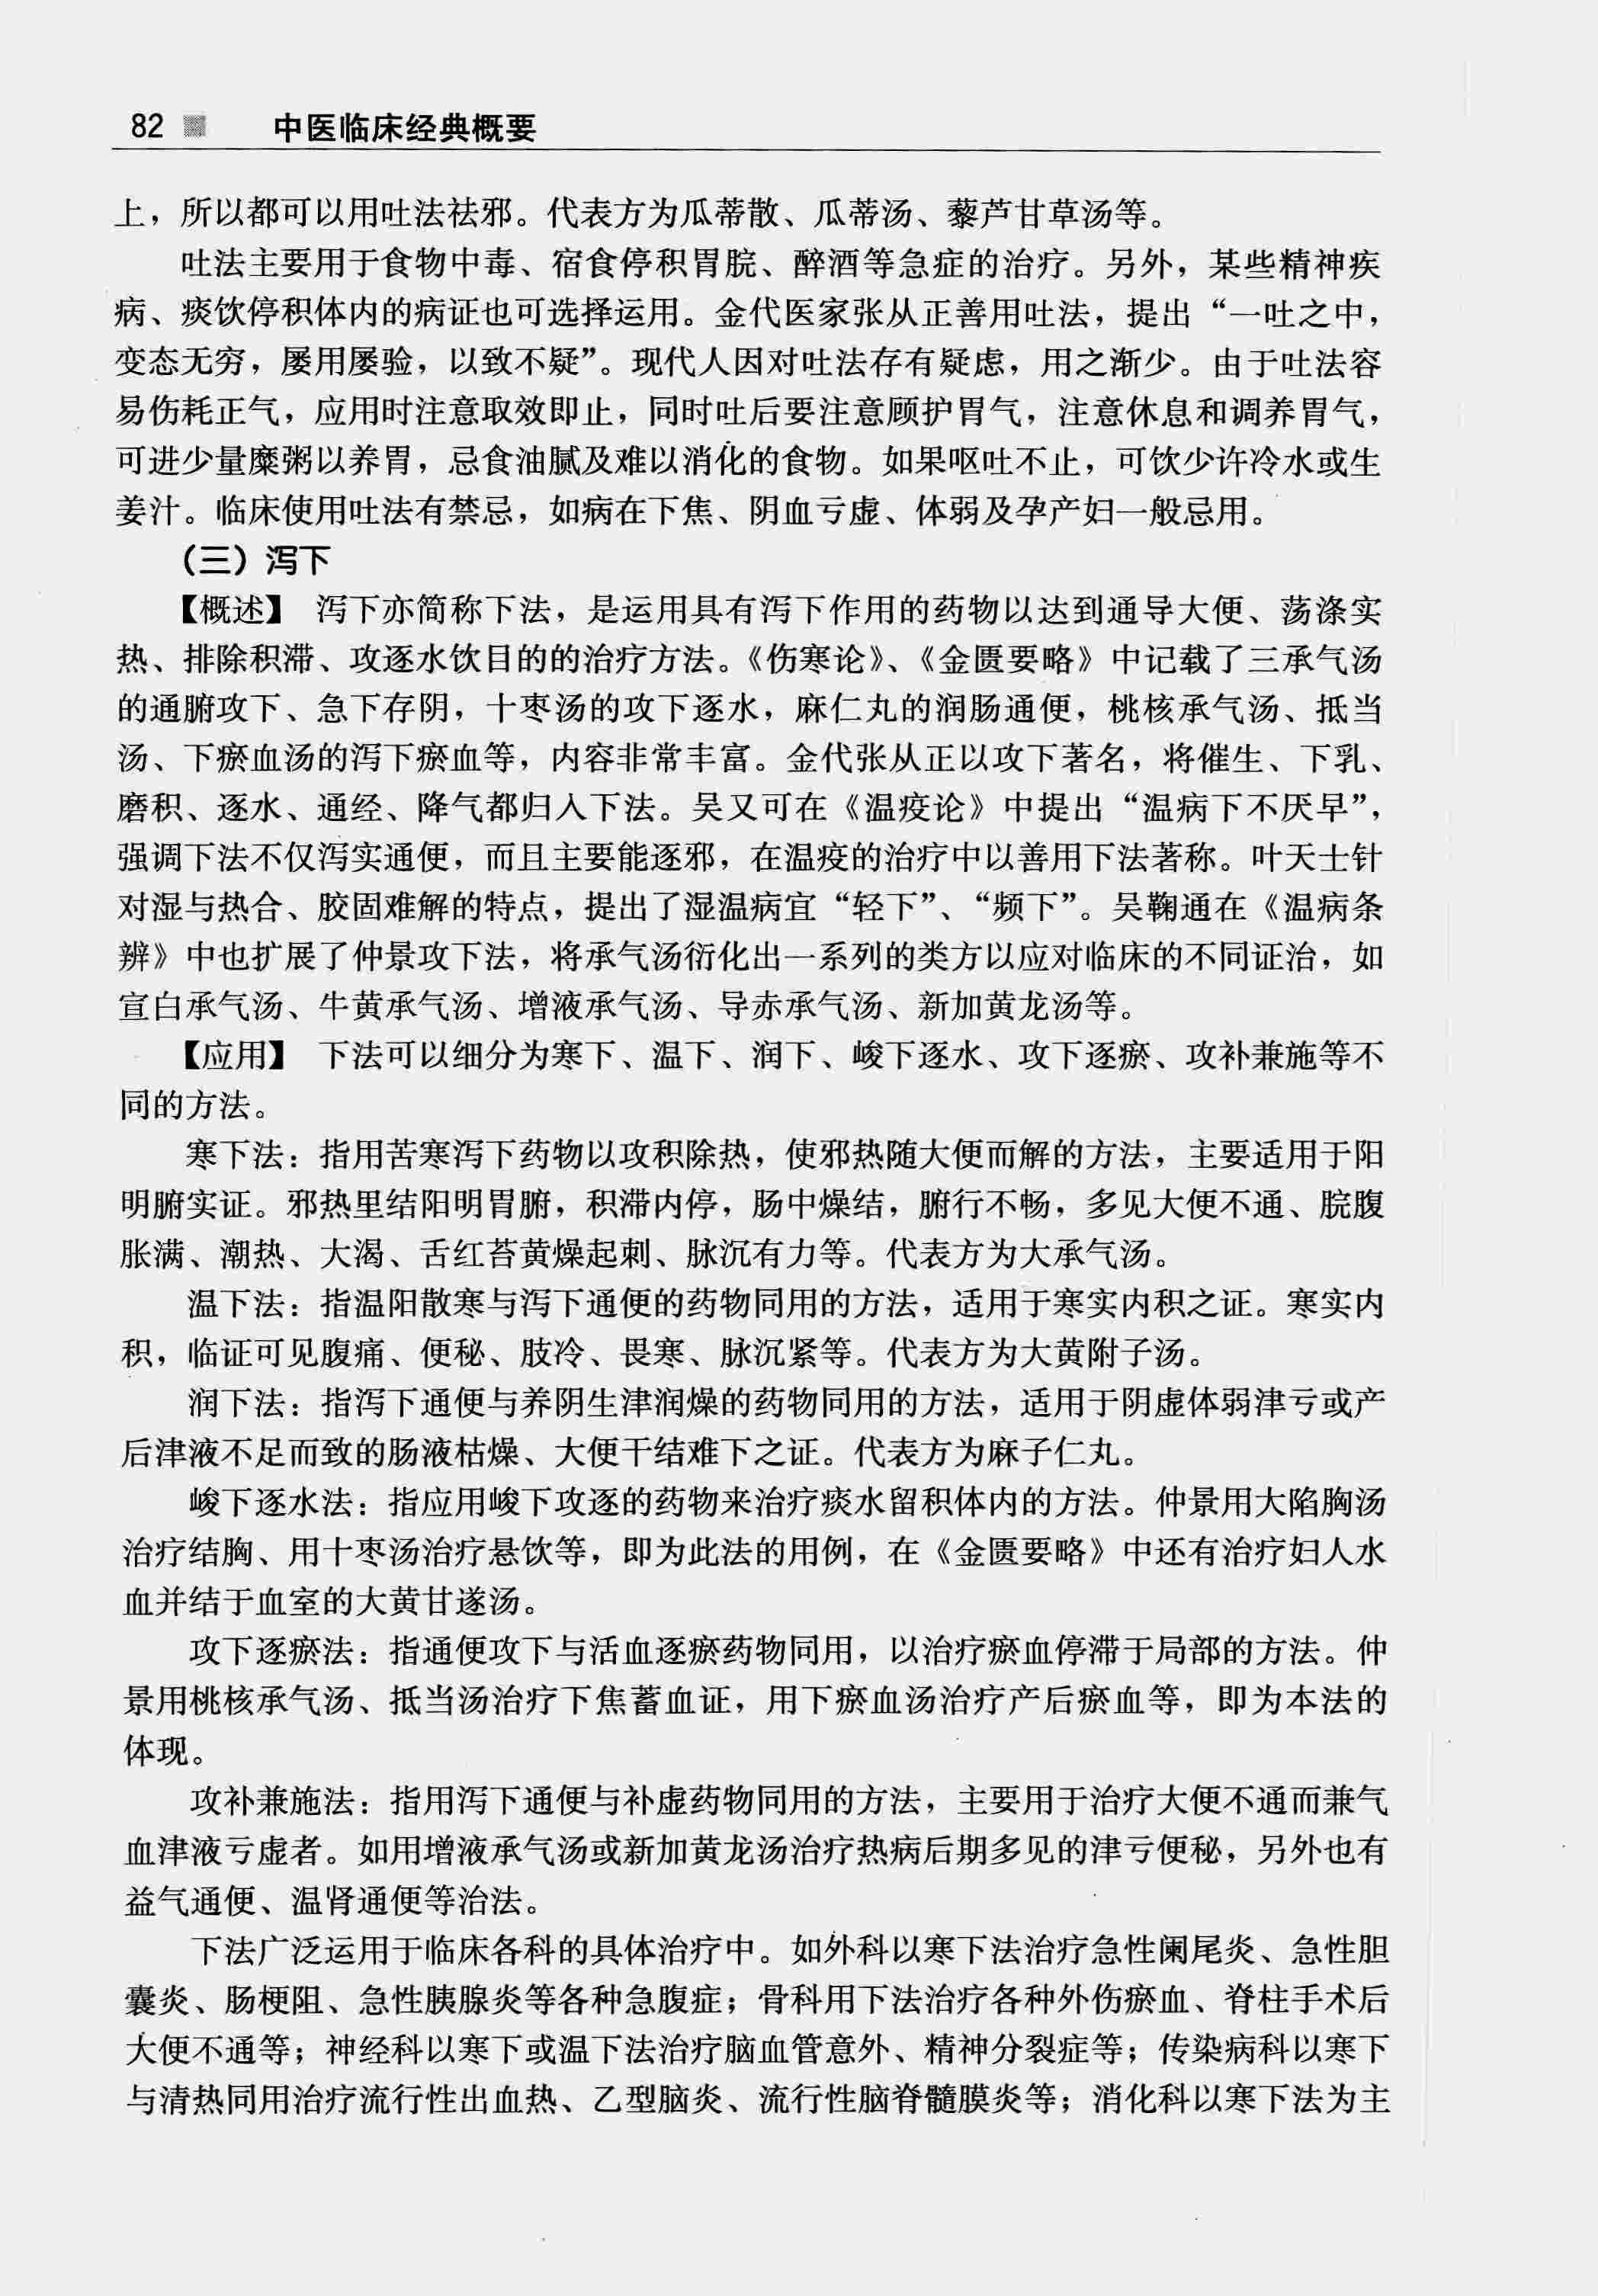 82 中医临床经典概要
上，所以都可以用吐法祛邪。代表方为瓜蒂散、瓜蒂汤、藜芦甘草汤等。
吐法主要用于食物中毒、宿食停积胃脘、醉酒等急症的治疗。另外，某些精神疾
病、痰饮停积体内的病证也可选择运用。金代医家张从正善用吐法，提出“一吐之中，
变态无穷，屡用屡验，以致不疑”。现代人因对吐法存有疑虑，用之渐少。由于吐法容
易伤耗正气，应用时注意取效即止，同时吐后要注意顾护胃气，注意休息和调养胃气，
可进少量糜粥以养胃，忌食油腻及难以消化的食物。如果呕吐不止，可饮少许冷水或生
姜汁。临床使用吐法有禁忌，如病在下焦、阴血亏虚、体弱及孕产妇一般忌用。
（三）泻下
【概述】 泻下亦简称下法，是运用具有泻下作用的药物以达到通导大便、荡涤实
热、排除积滞、攻逐水饮目的的治疗方法。《伤寒论》、《金匮要略》中记载了三承气汤
的通腑攻下、急下存阴，十枣汤的攻下逐水，麻仁丸的润肠通便，桃核承气汤、抵当
汤、下瘀血汤的泻下瘀血等，内容非常丰富。金代张从正以攻下著名，将催生、下乳、
磨积、逐水、通经、降气都归入下法。吴又可在《温疫论》中提出“温病下不厌早”，
强调下法不仅泻实通便，而且主要能逐邪，在温疫的治疗中以善用下法著称。叶天士针
对湿与热合、胶固难解的特点，提出了湿温病宜“轻下”、“频下”。吴鞠通在《温病条
辨》中也扩展了仲景攻下法，将承气汤衍化出一系列的类方以应对临床的不同证治，如
宣白承气汤、牛黄承气汤、增液承气汤、导赤承气汤、新加黄龙汤等。
【应用】 下法可以细分为寒下、温下、润下、峻下逐水、攻下逐瘀、攻补兼施等不
同的方法。
寒下法：指用苦寒泻下药物以攻积除热，使邪热随大便而解的方法，主要适用于阳
明腑实证。邪热里结阳明胃腑，积滞内停，肠中燥结，腑行不畅，多见大便不通、脘腹
胀满、潮热、大渴、舌红苔黄燥起刺、脉沉有力等。代表方为大承气汤。
温下法：指温阳散寒与泻下通便的药物同用的方法，适用于寒实内积之证。寒实内
积，临证可见腹痛、便秘、肢冷、畏寒、脉沉紧等。代表方为大黄附子汤。
润下法：指泻下通便与养阴生津润燥的药物同用的方法，适用于阴虚体弱津亏或产
后津液不足而致的肠液枯燥、大便干结难下之证。代表方为麻子仁丸。
峻下逐水法：指应用峻下攻逐的药物来治疗痰水留积体内的方法。仲景用大陷胸汤
治疗结胸、用十枣汤治疗悬饮等，即为此法的用例，在《金匮要略》中还有治疗妇人水
血并结于血室的大黄甘遂汤。
攻下逐瘀法：指通便攻下与活血逐瘀药物同用，以治疗瘀血停滞于局部的方法。仲
景用桃核承气汤、抵当汤治疗下焦蓄血证，用下瘀血汤治疗产后瘀血等，即为本法的
体现。
攻补兼施法：指用泻下通便与补虚药物同用的方法，主要用于治疗大便不通而兼气
血津液亏虚者。如用增液承气汤或新加黄龙汤治疗热病后期多见的津亏便秘，另外也有
益气通便、温肾通便等治法。
下法广泛运用于临床各科的具体治疗中。如外科以寒下法治疗急性阑尾炎、急性胆
囊炎、肠梗阻、急性胰腺炎等各种急腹症；骨科用下法治疗各种外伤瘀血、脊柱手术后
大便不通等；神经科以寒下或温下法治疗脑血管意外、精神分裂症等；传染病科以寒下
与清热同用治疗流行性出血热、乙型脑炎、流行性脑脊髓膜炎等；消化科以寒下法为主